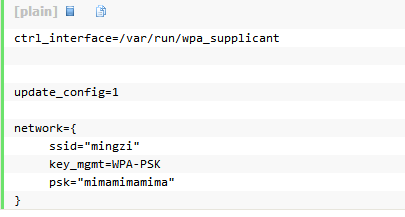 [plain]
ctrl_interface=/var/run/wpa_supplicant
update_config=1
network={
ssid="mingzi"
key_mgmt=WPA-PSK
psk="mimamimamima"
}